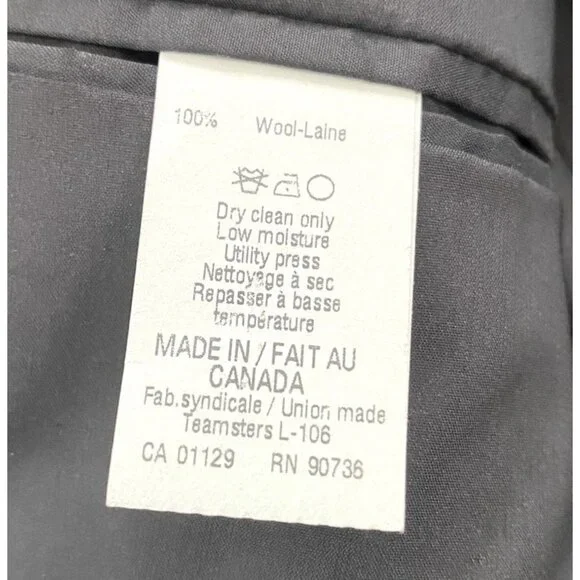 100% Wool-Laine
Dry clean only
Low moisture
Utility press
Nettoyage à sec
Repasser à basse
température
MADE IN / FAIT AU
CANADA
Fab.syndicale / Union made
Teamsters L-106
CA 01129 RN 90736